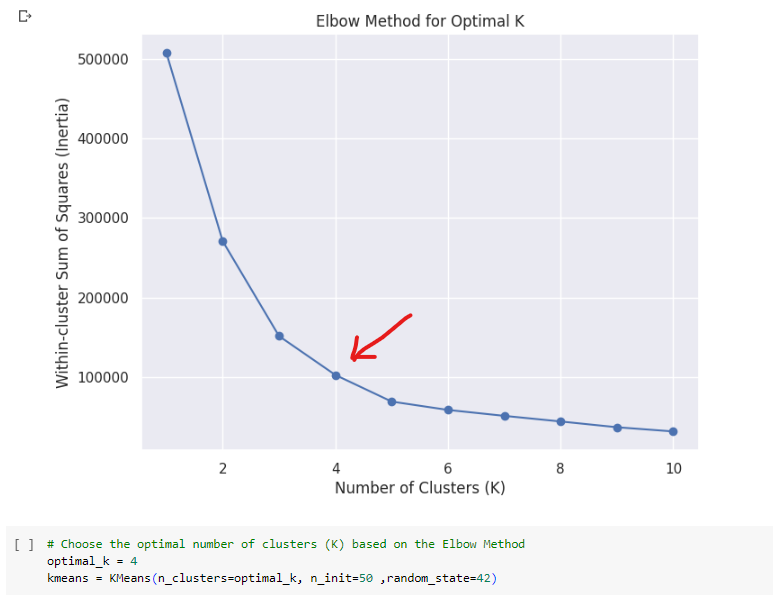 Elbow Method for Optimal K
Within-cluster Sum of Squares (Inertia)
500000
400000
300000
200000
100000
2 4 6 8 10
Number of Clusters (K)
[ ] # Choose the optimal number of clusters (K) based on the Elbow Method
optimal_k = 4
kmeans = KMeans(n_clusters=optimal_k, n_init=50 ,random_state=42)